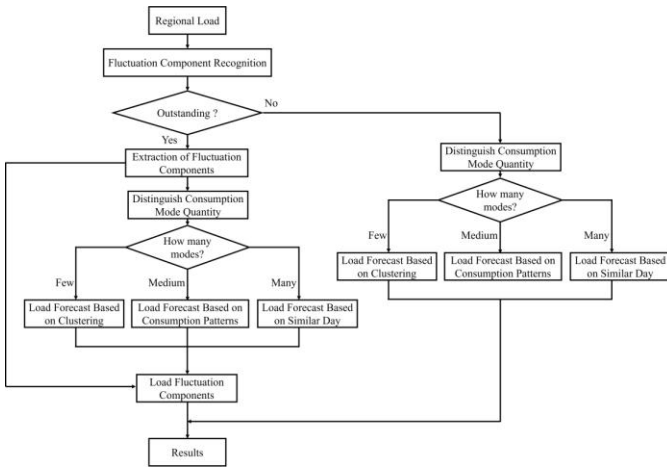 Regional Load
Fluctuation Component Recognition
Outstanding ?
No
Yes
Extraction of Fluctuation
Components
Distinguish Consumption
Mode Quantity
How many
modes?
Few
Medium
Many
Load Forecast Based
on Clustering
Load Forecast Based on
Consumption Patterns
Load Forecast Based
on Similar Day
Load Fluctuation
Components
Results
Distinguish Consumption
Mode Quantity
How many
modes?
Few
Medium
Many
Load Forecast Based
on Clustering
Load Forecast Based on
Consumption Patterns
Load Forecast Based
on Similar Day